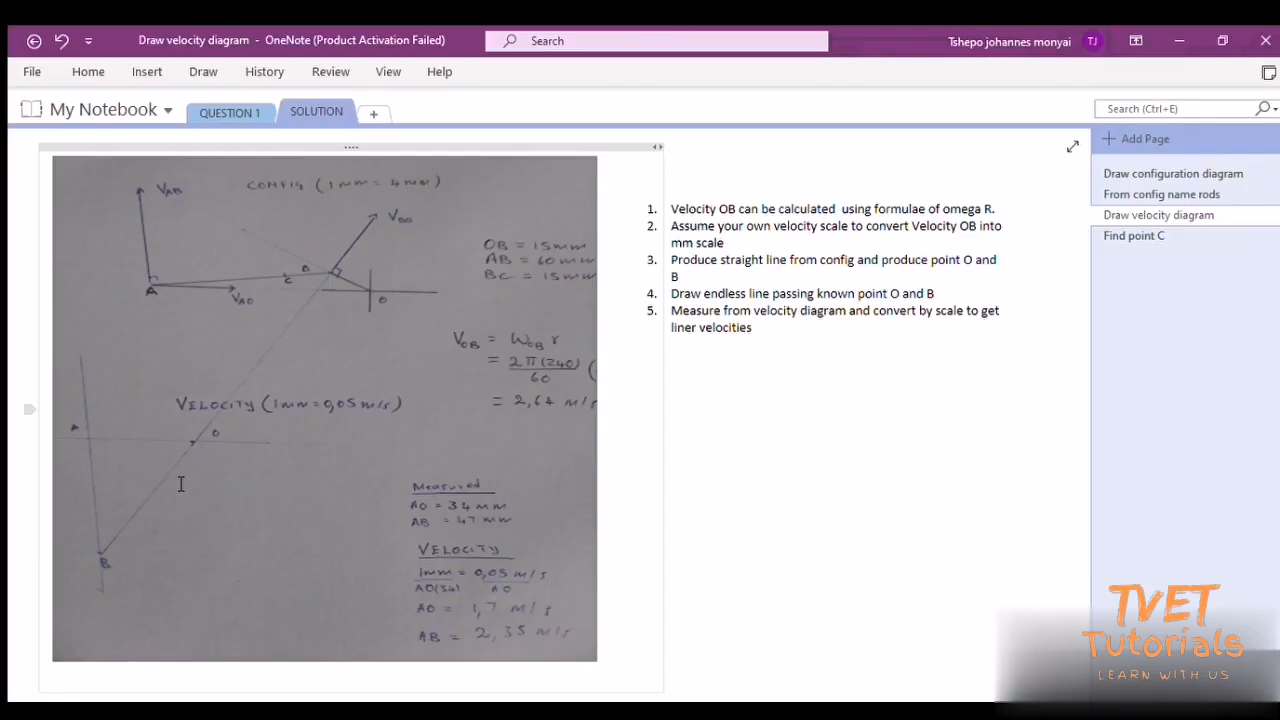 Draw velocity diagram - OneNote (Product Activation Failed)
Search
Tshepo johannes monyai
TJ
File
Home
Insert
Draw
History
Review
View
Help
My Notebook
QUESTION 1
SOLUTION
+
Search (Ctrl+E)
Add Page
Draw configuration diagram
From config name rods
Draw velocity diagram
Find point C
CONFIG (1MM = 4MM)
VAB
A
VAO
C
B
O
OB = 15MM
AB = 60MM
BC = 15MM
VOB = WOB r
= 2π(240)
60
= 2,64 M/s
VELOCITY (1MM=0,05M/s)
A
O
B
Measured
AO = 34MM
AB = 47MM
VELOCITY
1MM = 0,05 M/s
AO(34) AO
AO = 1,7 M/s
AB = 2,35 M/s
1. Velocity OB can be calculated using formulae of omega R.
2. Assume your own velocity scale to convert Velocity OB into
mm scale
3. Produce straight line from config and produce point O and
B
4. Draw endless line passing known point O and B
5. Measure from velocity diagram and convert by scale to get
liner velocities
TVET
Tutorials
LEARN WITH US